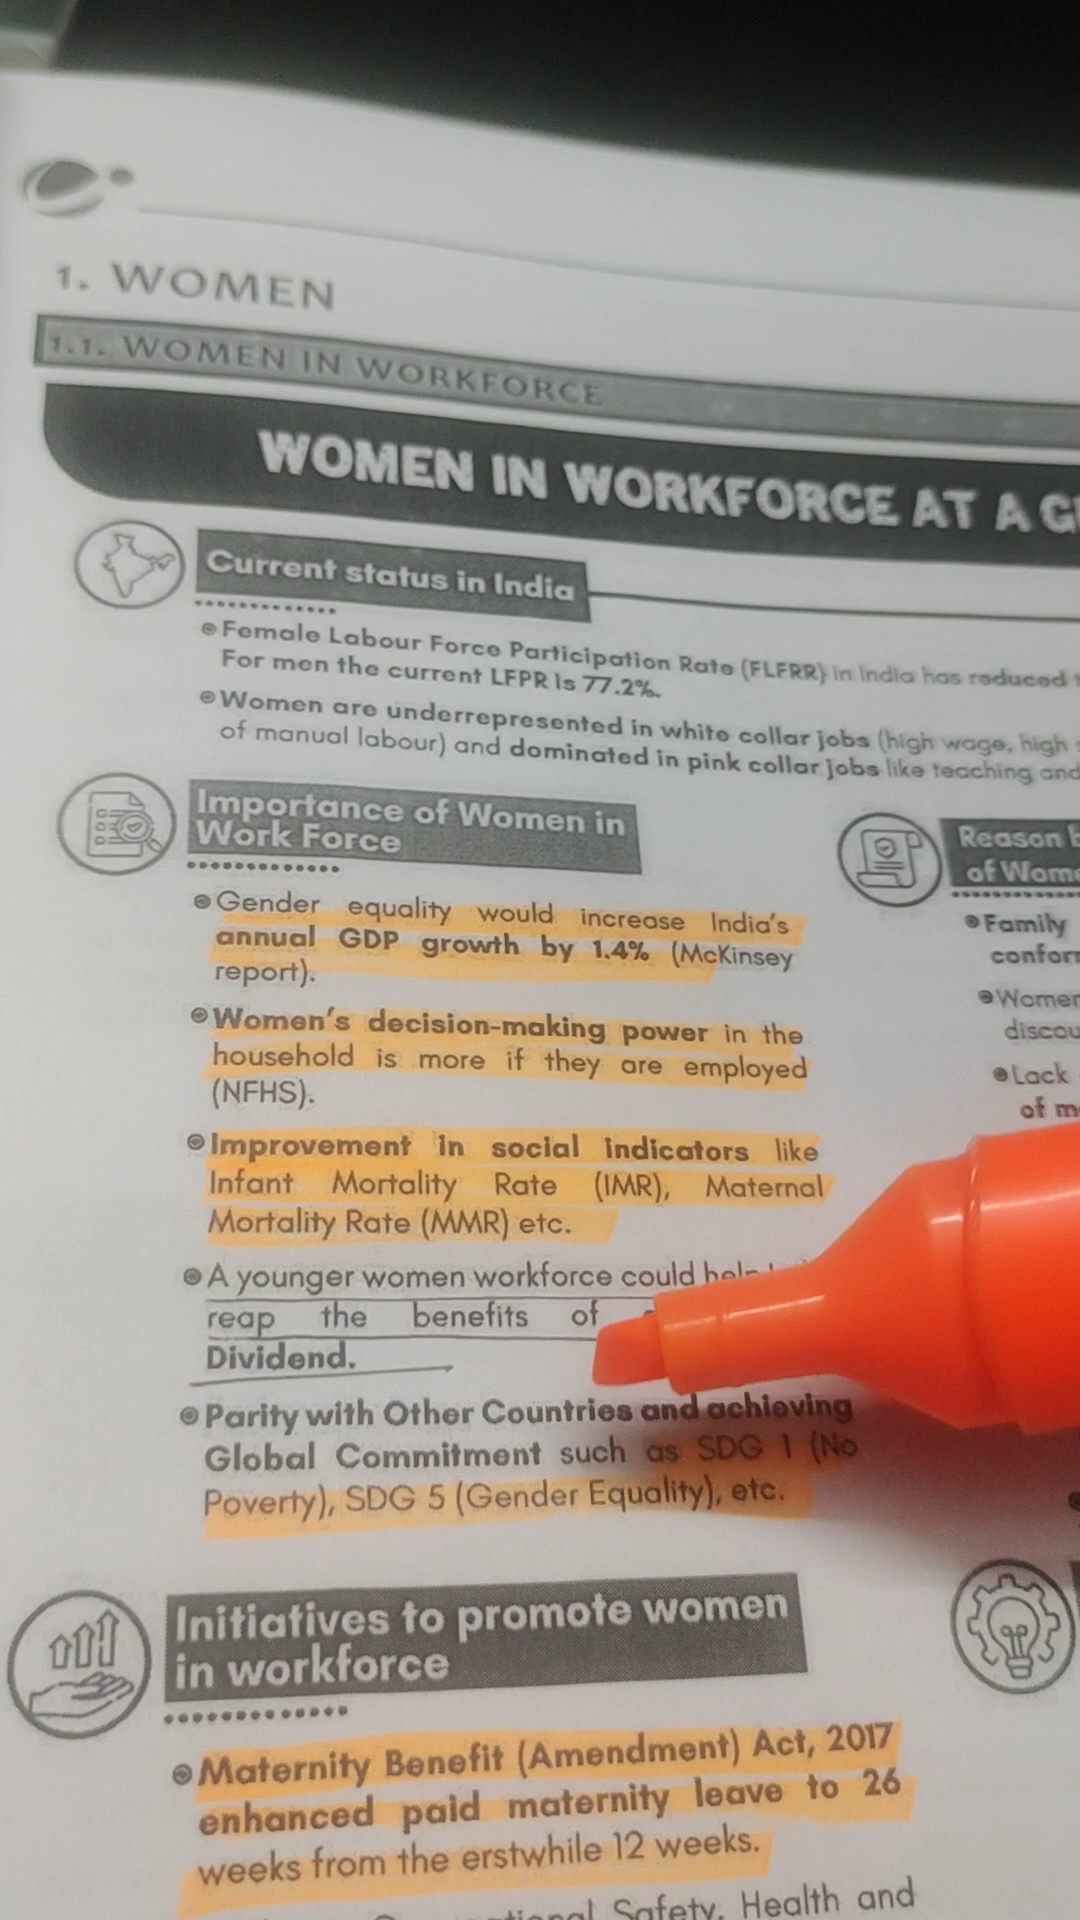 1. WOMEN
1.1. WOMEN IN WORKFORCE
WOMEN IN WORKFORCE AT A
Current status in India
Female Labour Force Participation Rate (FLFRR) in India has reduced
For men the current LFPR is 77.2%.
Women are underrepresented in white collar jobs (high wage, high
of manual labour) and dominated in pink collar jobs like teaching and
Importance of Women in
Work Force
Gender equality would increase India's
annual GDP growth by 1.4% (McKinsey
report).
Women's decision-making power in the
household is more if they are employed
(NFHS).
Improvement in social indicators like
Infant Mortality Rate (IMR), Maternal
Mortality Rate (MMR) etc.
A younger women workforce could
reap the benefits of
Dividend.
Parity with Other Countries and achieving
Global Commitment such as SDG 1 (No
Poverty), SDG 5 (Gender Equality), etc.
Reason
of
Family
Lack
of
Initiatives to promote women
in workforce
Maternity Benefit (Amendment) Act, 2017
enhanced paid maternity leave to 26
weeks from the erstwhile 12 weeks.
Safety, Health and